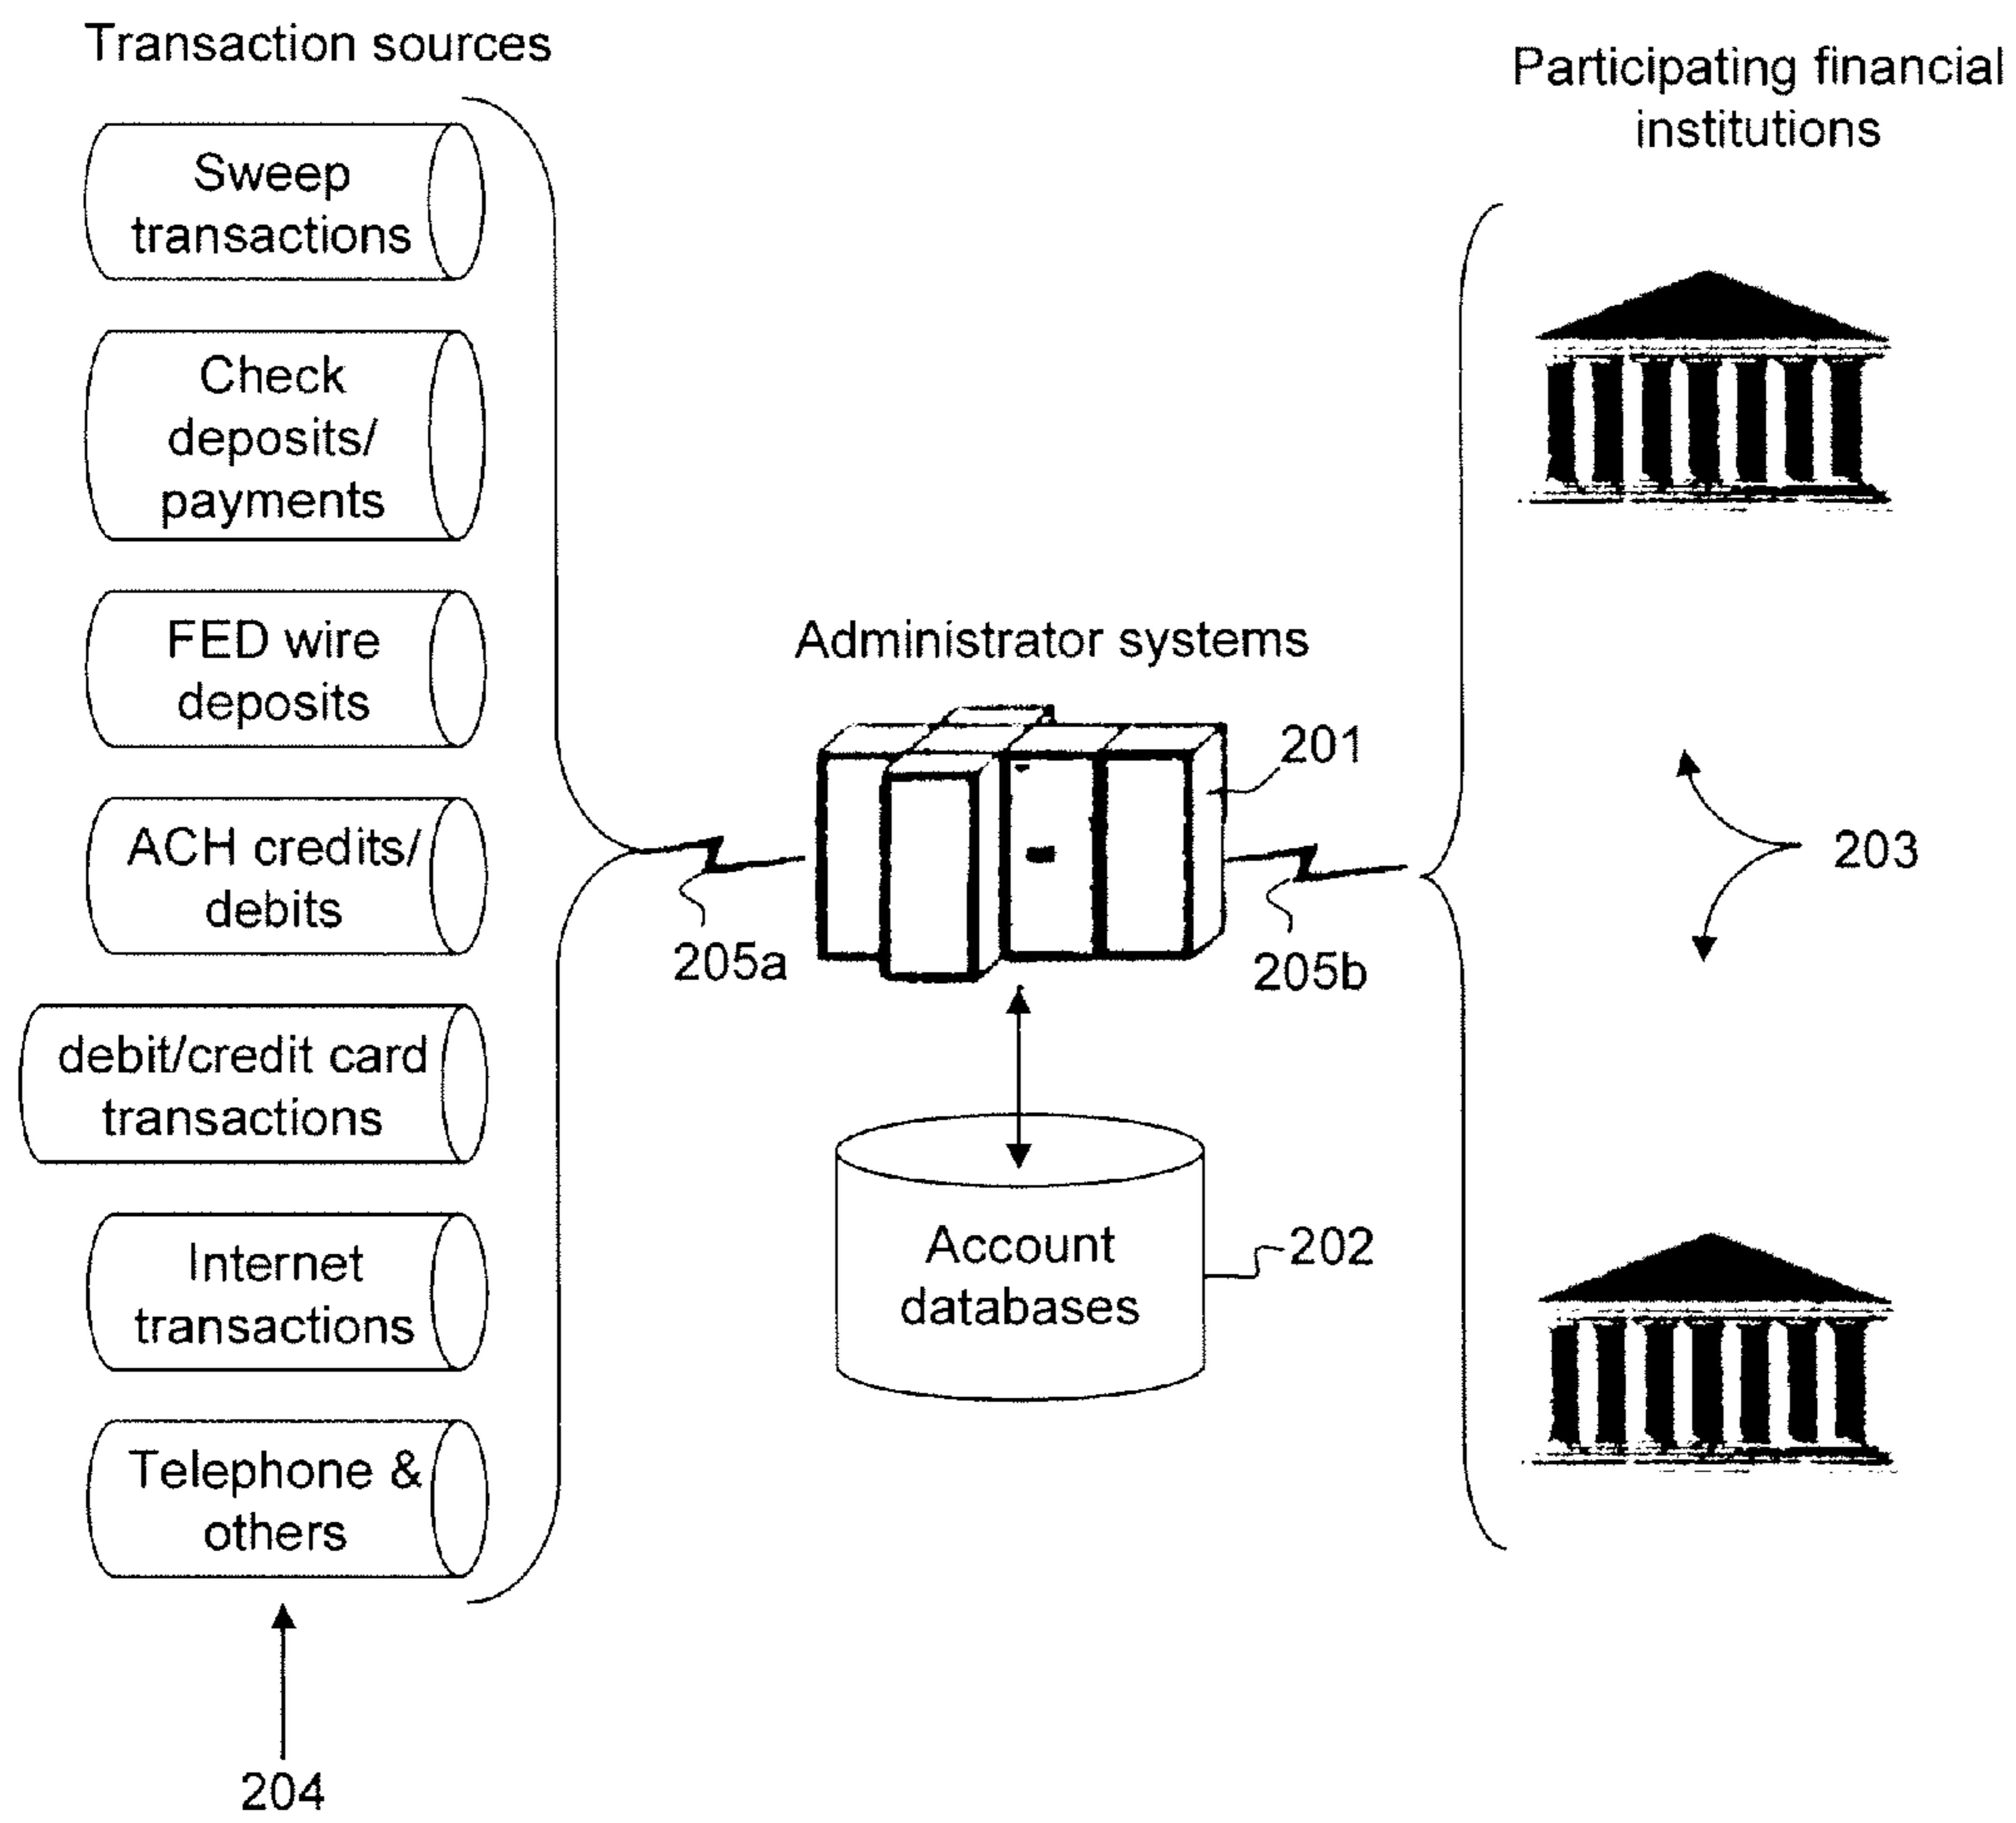 Transaction sources
Sweep
transactions
Check
deposits/
payments
FED wire
deposits
ACH credits/
debits
debit/credit card
transactions
Internet
transactions
Telephone &
others
204
205a
Administrator systems
201
205b
Account
databases
202
Participating financial
institutions
203